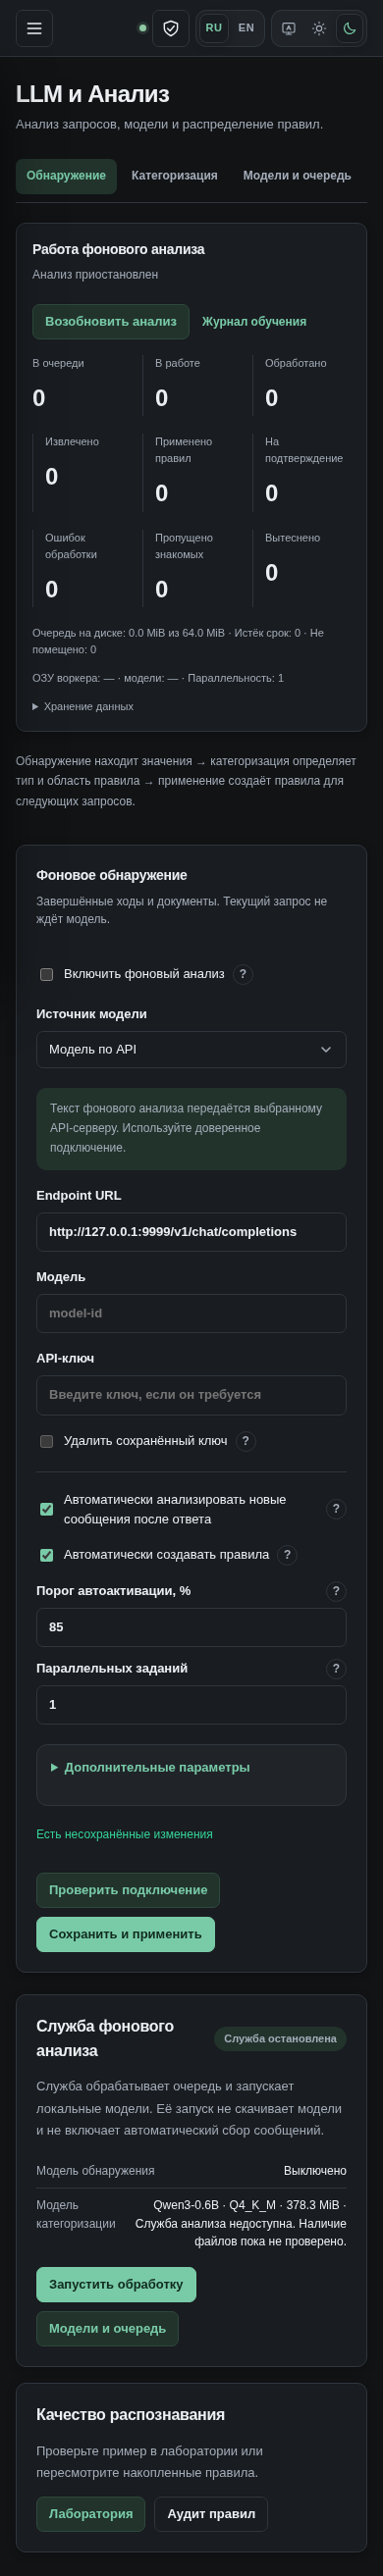 RU EN
LLM и Анализ
Анализ запросов, модели и распределение правил.
Обнаружение Категоризация Модели и очередь
Работа фонового анализа
Анализ приостановлен
Возобновить анализ Журнал обучения
В очереди В работе Обработано
0 0 0
Извлечено Применено правил На подтверждение
0 0 0
Ошибок обработки Пропущено знакомых Вытеснено
0 0 0
Очередь на диске: 0.0 MiB из 64.0 MiB · Истёк срок: 0 · Не
помещено: 0
ОЗУ воркера: — · модели: — · Параллельность: 1
▶ Хранение данных
Обнаружение находит значения → категоризация определяет
тип и область правила → применение создаёт правила для
следующих запросов.
Фоновое обнаружение
Завершённые ходы и документы. Текущий запрос не
ждёт модель.
Включить фоновый анализ ?
Источник модели
Модель по API
Текст фонового анализа передаётся выбранному
API-серверу. Используйте доверенное
подключение.
Endpoint URL
http://127.0.0.1:9999/v1/chat/completions
Модель
model-id
API-ключ
Введите ключ, если он требуется
Удалить сохранённый ключ ?
Автоматически анализировать новые
сообщения после ответа ?
Автоматически создавать правила ?
Порог автоактивации, % ?
85
Параллельных заданий ?
1
▶ Дополнительные параметры
Есть несохранённые изменения
Проверить подключение
Сохранить и применить
Служба фонового
анализа
Служба остановлена
Служба обрабатывает очередь и запускает
локальные модели. Её запуск не скачивает модели
и не включает автоматический сбор сообщений.
Модель обнаружения Выключено
Модель
категоризации
Qwen3-0.6B · Q4_K_M · 378.3 MiB ·
Служба анализа недоступна. Наличие
файлов пока не проверено.
Запустить обработку
Модели и очередь
Качество распознавания
Проверьте пример в лаборатории или
пересмотрите накопленные правила.
Лаборатория Аудит правил